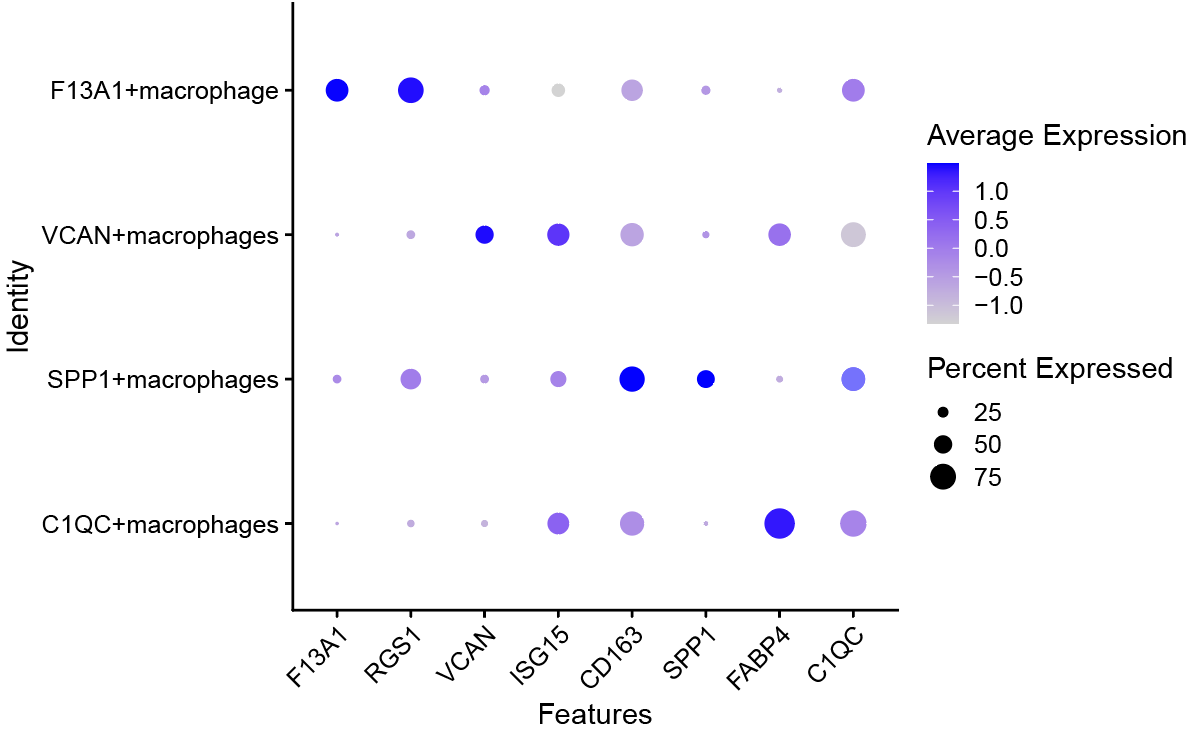 F13A1+macrophage
VCAN+macrophages
SPP1+macrophages
C1QC+macrophages
Identity
F13A1
RGS1
VCAN
ISG15
CD163
SPP1
FABP4
C1QC
Features
Average Expression
1.0
0.5
0.0
−0.5
−1.0
Percent Expressed
25
50
75